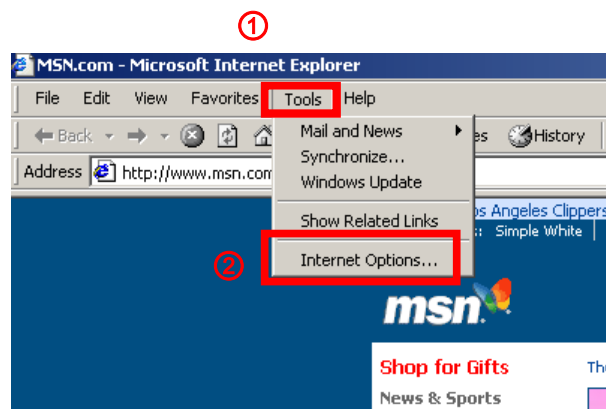 ①
MSN.com - Microsoft Internet Explorer
File Edit View Favorites Tools Help
Back History
Mail and News
Synchronize...
Address http://www.msn.com
Windows Update
Show Related Links
os Angeles Clippers
:: Simple White |
② Internet Options...
msn
Shop for Gifts
News & Sports